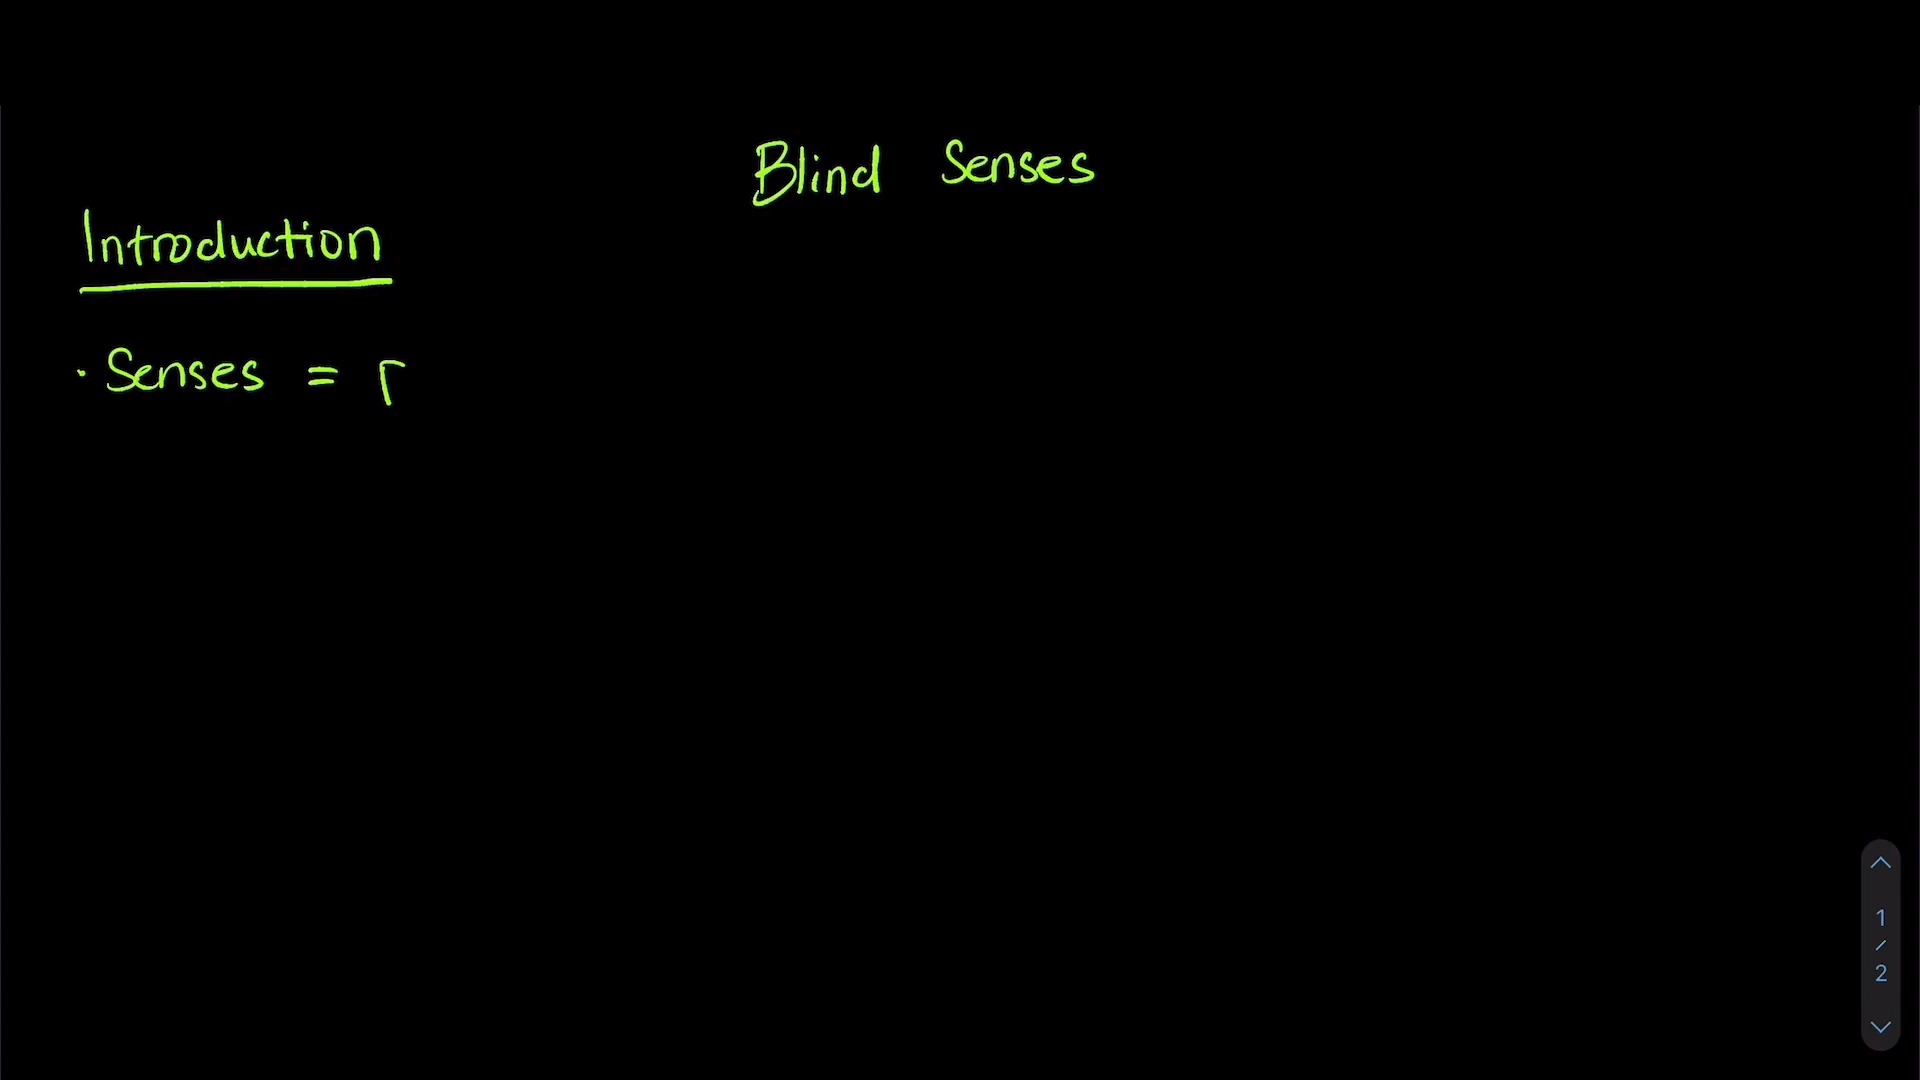 Blind Senses
Introduction
· Senses = r
1
/
2